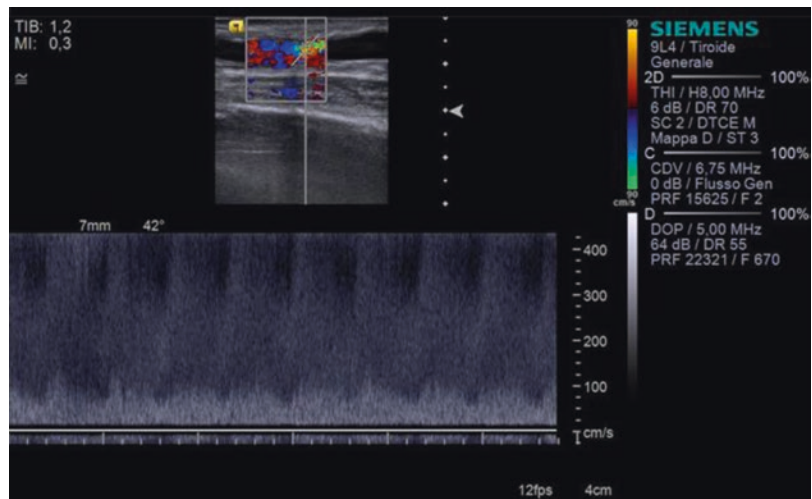 TIB: 1,2
MI: 0,3
≅
90
90
cm/s
SIEMENS
9L4 / Tiroide
Generale
2D 100%
THI / H8,00 MHz
6 dB / DR 70
SC 2 / DTCE M
Mappa D / ST 3
C 100%
CDV / 6,75 MHz
0 dB / Flusso Gen
PRF 15625 / F 2
D 100%
DOP / 5,00 MHz
64 dB / DR 55
PRF 22321 / F 670
7mm 42°
400
300
200
100
cm/s
12fps 4cm